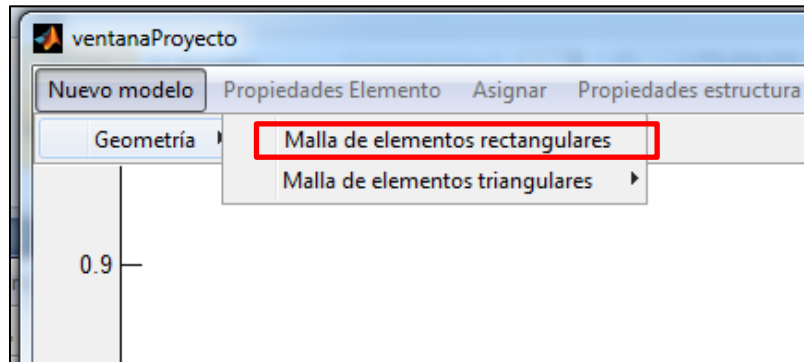 ventanaProyecto
Nuevo modelo Propiedades Elemento Asignar Propiedades estructura
Geometría Malla de elementos rectangulares
Malla de elementos triangulares
0.9